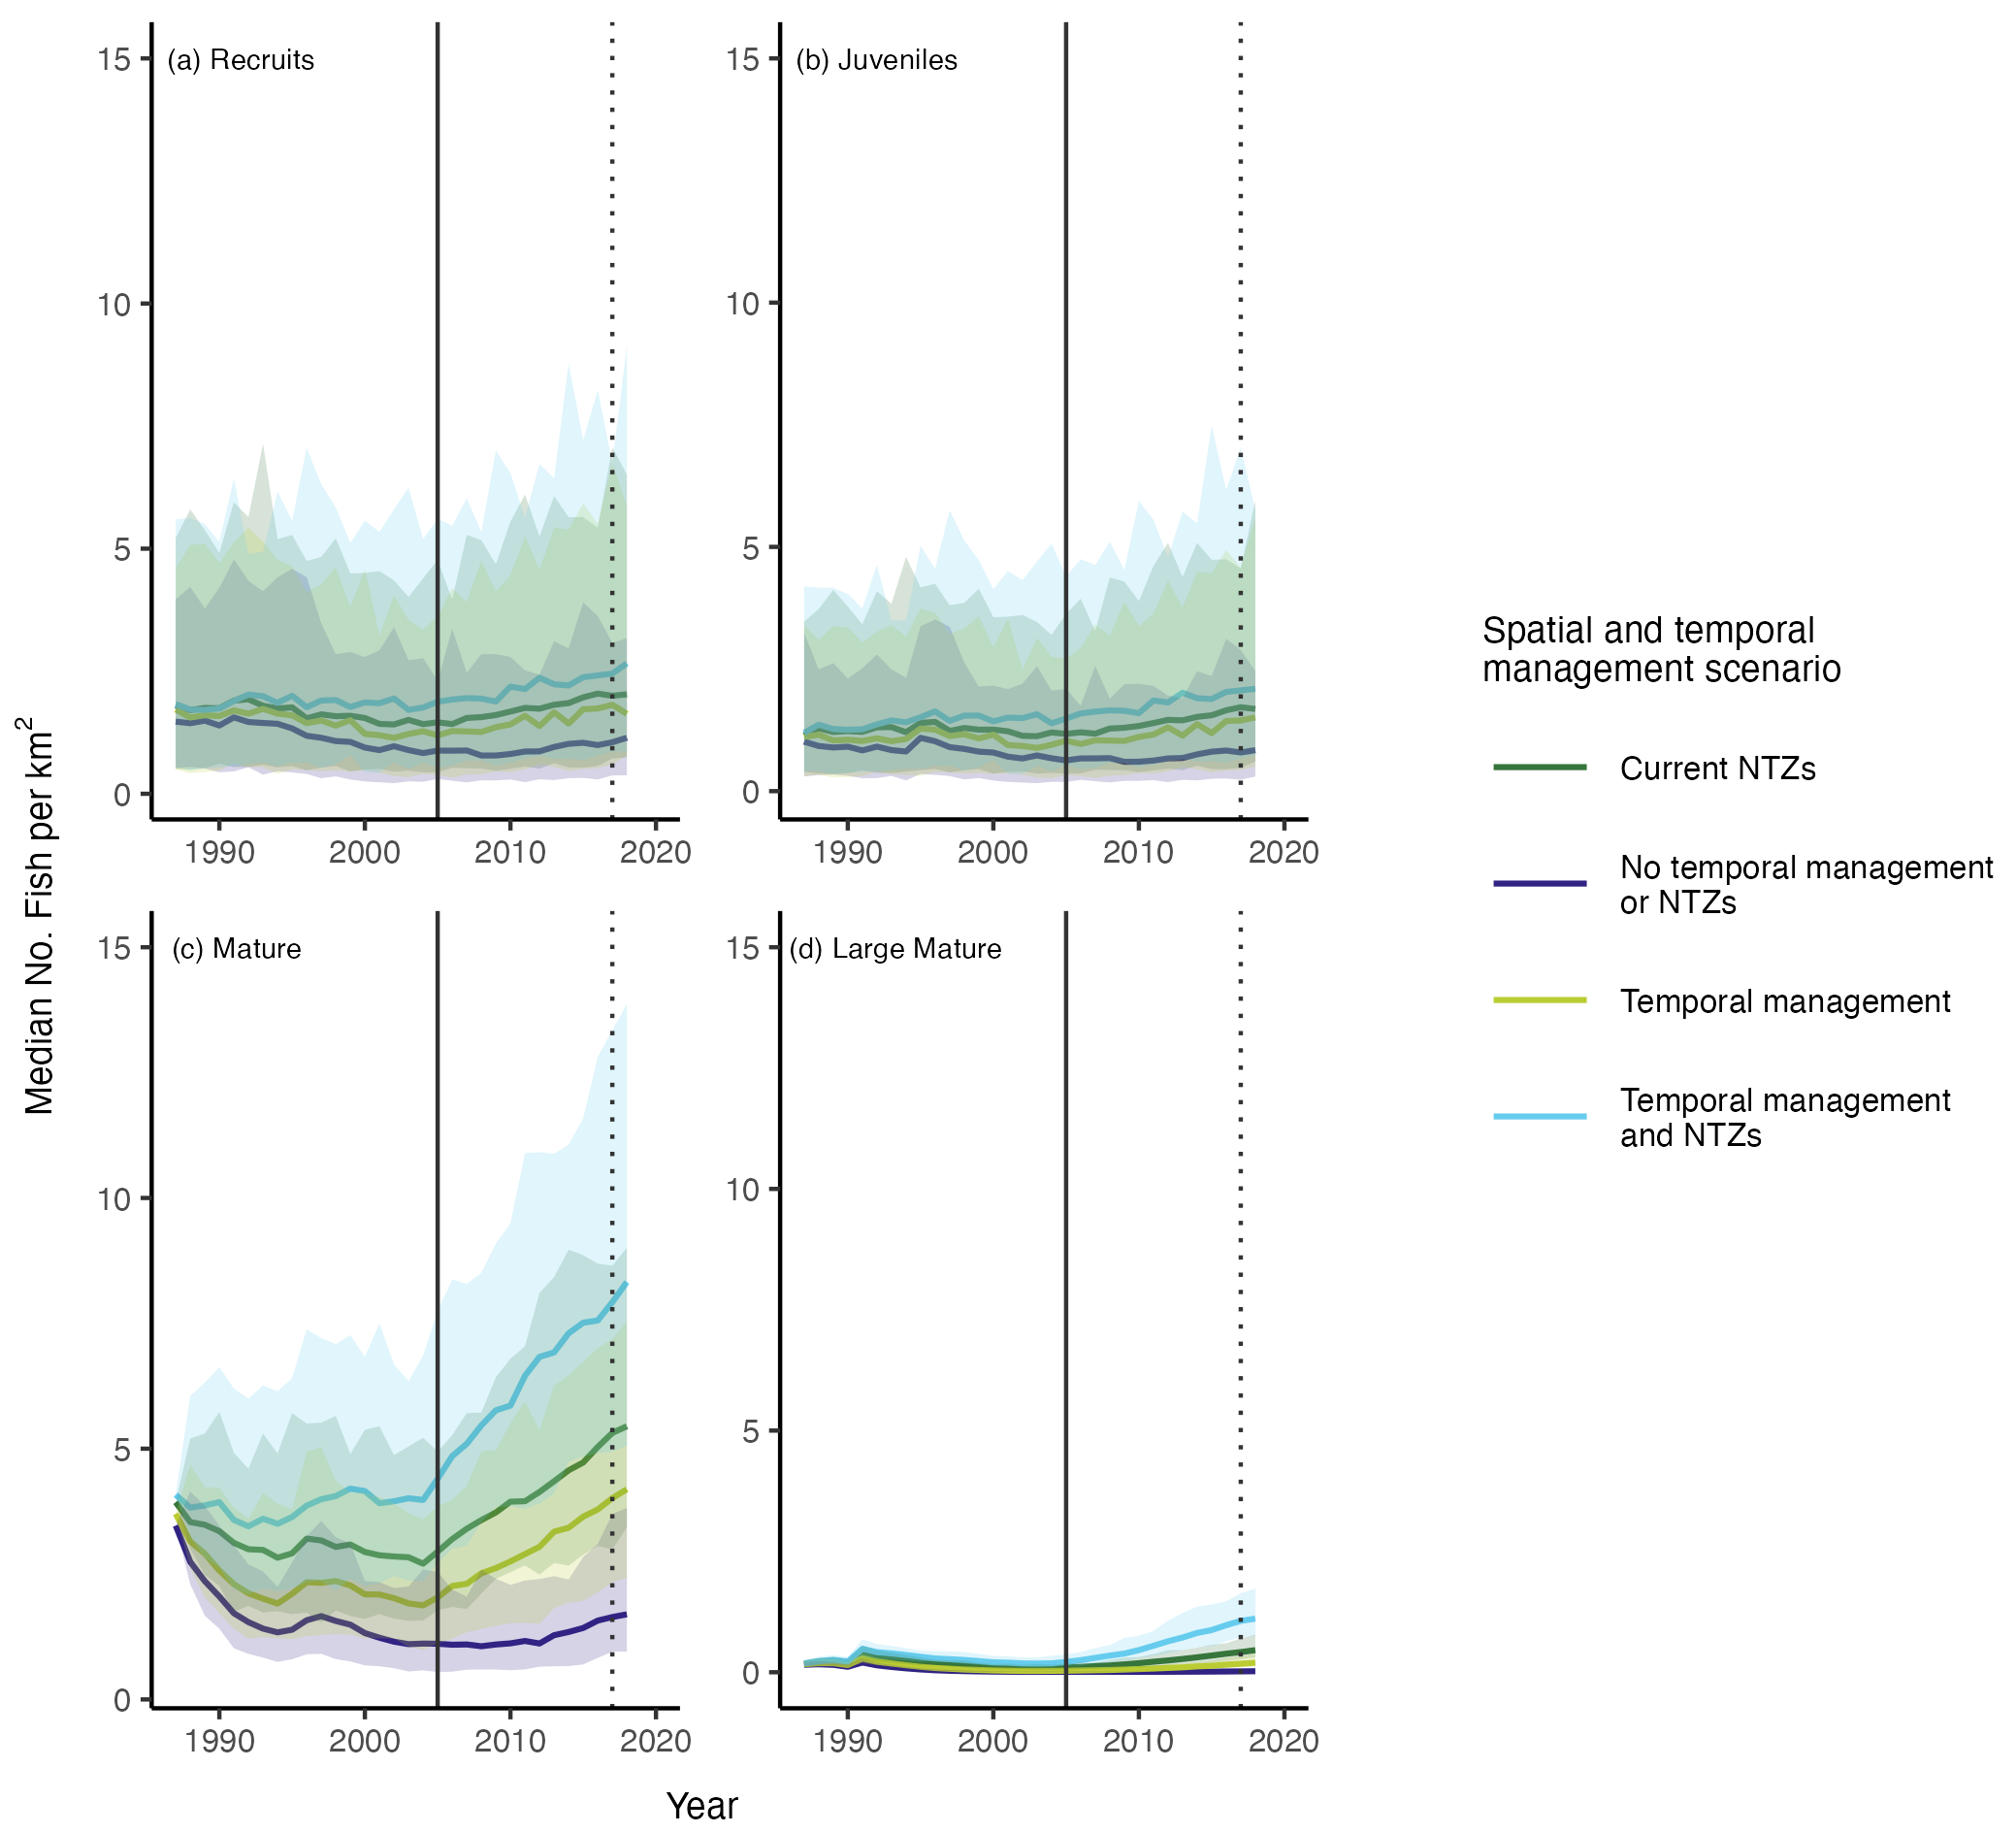 (a) Recruits
15
10
5
0
1990 2000 2010 2020
(b) Juveniles
15
10
5
0
1990 2000 2010 2020
(c) Mature
15
10
5
0
1990 2000 2010 2020
(d) Large Mature
15
10
5
0
1990 2000 2010 2020
Median No. Fish per km²
Year
Spatial and temporal
management scenario
Current NTZs
No temporal management
or NTZs
Temporal management
Temporal management
and NTZs